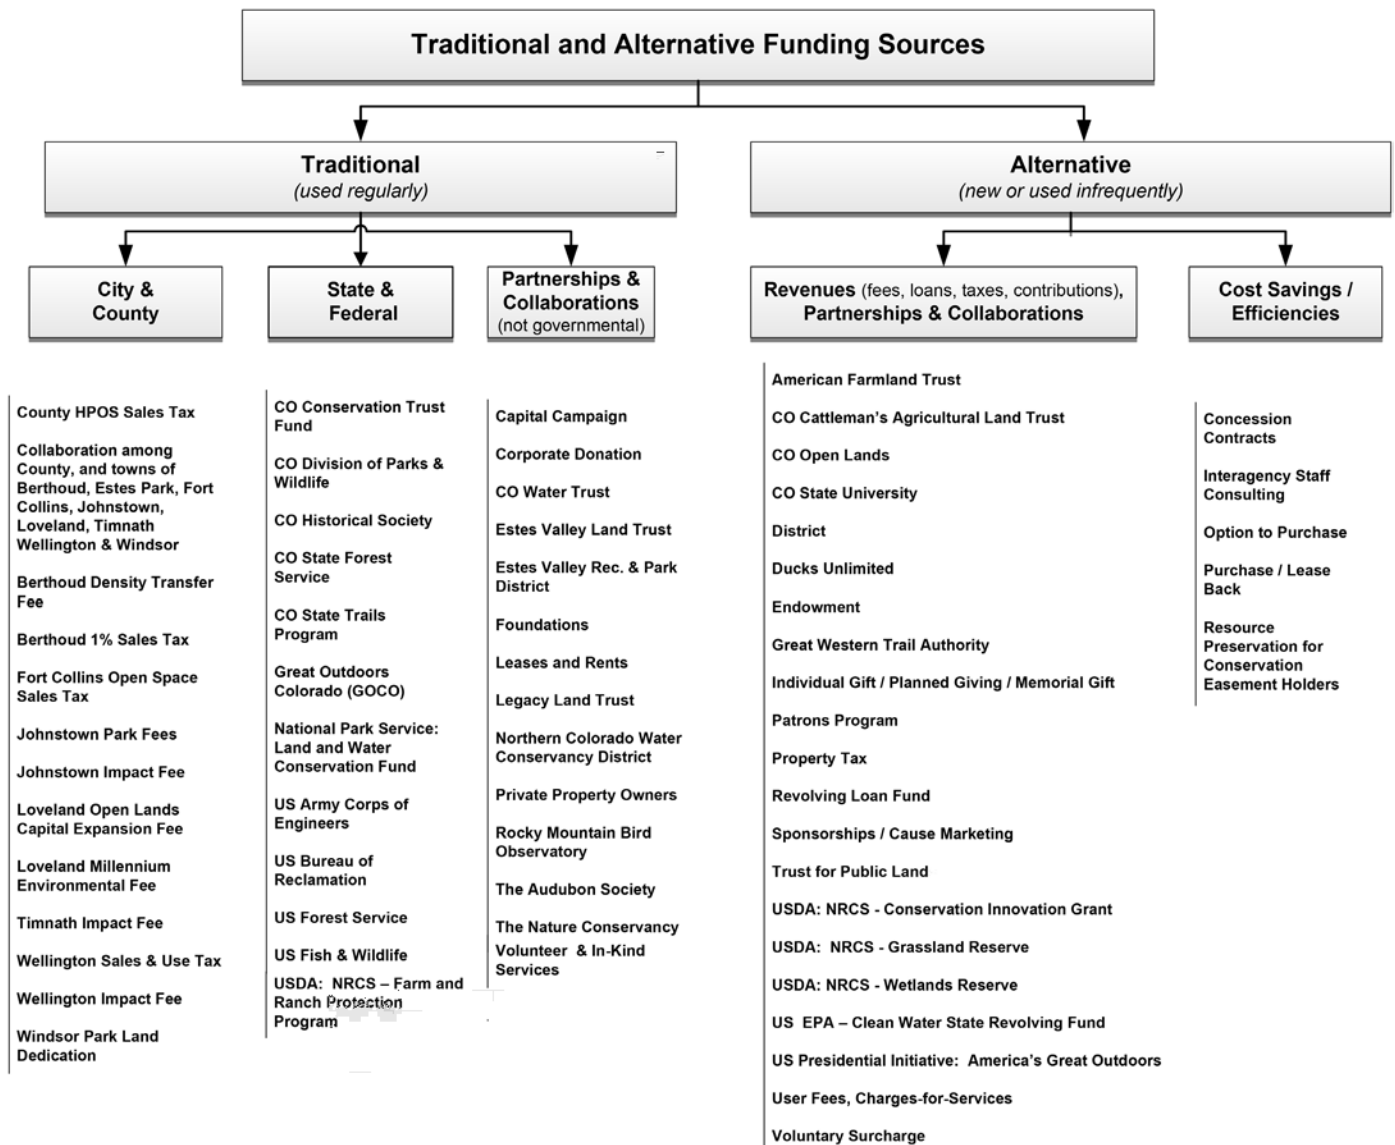 Traditional and Alternative Funding Sources
Traditional
(used regularly)
Alternative
(new or used infrequently)
City &
County
State &
Federal
Partnerships &
Collaborations
(not governmental)
Revenues (fees, loans, taxes, contributions),
Partnerships & Collaborations
Cost Savings /
Efficiencies
County HPOS Sales Tax
Collaboration among
County, and towns of
Berthoud, Estes Park, Fort
Collins, Johnstown,
Loveland, Timnath
Wellington & Windsor
Berthoud Density Transfer
Fee
Berthoud 1% Sales Tax
Fort Collins Open Space
Sales Tax
Johnstown Park Fees
Johnstown Impact Fee
Loveland Open Lands
Capital Expansion Fee
Loveland Millennium
Environmental Fee
Timnath Impact Fee
Wellington Sales & Use Tax
Wellington Impact Fee
Windsor Park Land
Dedication
CO Conservation Trust
Fund
CO Division of Parks &
Wildlife
CO Historical Society
CO State Forest
Service
CO State Trails
Program
Great Outdoors
Colorado (GOCO)
National Park Service:
Land and Water
Conservation Fund
US Army Corps of
Engineers
US Bureau of
Reclamation
US Forest Service
US Fish & Wildlife
USDA:  NRCS – Farm and
Ranch Protection
Program
Capital Campaign
Corporate Donation
CO Water Trust
Estes Valley Land Trust
Estes Valley Rec. & Park
District
Foundations
Leases and Rents
Legacy Land Trust
Northern Colorado Water
Conservancy District
Private Property Owners
Rocky Mountain Bird
Observatory
The Audubon Society
The Nature Conservancy
Volunteer  & In-Kind
Services
American Farmland Trust
CO Cattleman's Agricultural Land Trust
CO Open Lands
CO State University
District
Ducks Unlimited
Endowment
Great Western Trail Authority
Individual Gift / Planned Giving / Memorial Gift
Patrons Program
Property Tax
Revolving Loan Fund
Sponsorships / Cause Marketing
Trust for Public Land
USDA: NRCS - Conservation Innovation Grant
USDA:  NRCS - Grassland Reserve
USDA: NRCS - Wetlands Reserve
US  EPA – Clean Water State Revolving Fund
US Presidential Initiative:  America's Great Outdoors
User Fees, Charges-for-Services
Voluntary Surcharge
Concession
Contracts
Interagency Staff
Consulting
Option to Purchase
Purchase / Lease
Back
Resource
Preservation for
Conservation
Easement Holders